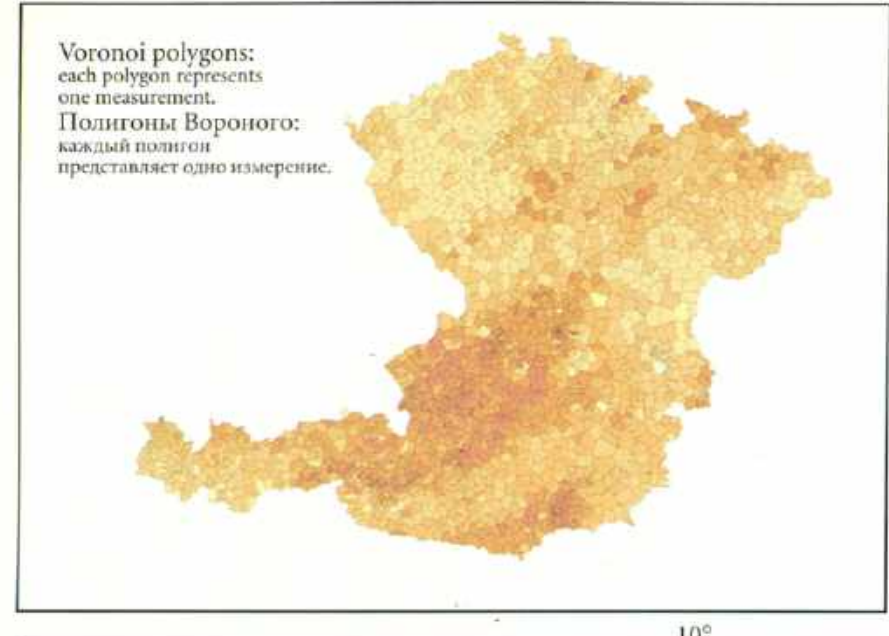 Voronoi polygons:
each polygon represents
one measurement.
Полигоны Вороного:
каждый полигон
представляет одно измерение.
10°